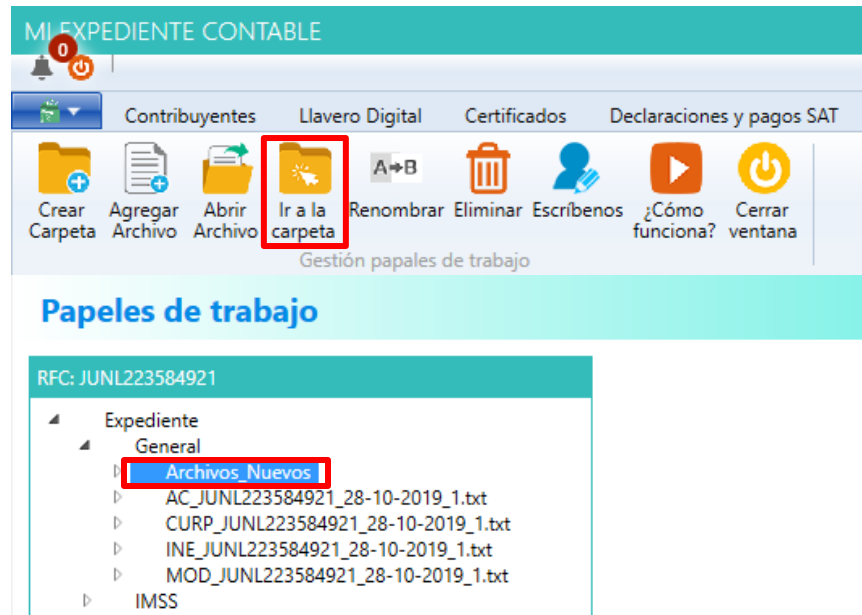 MI EXPEDIENTE CONTABLE
0
Contribuyentes Llavero Digital Certificados Declaraciones y pagos SAT
A B
Crear Agregar Abrir Ir a la Renombrar Eliminar Escríbenos ¿Cómo Cerrar
Carpeta Archivo Archivo carpeta funciona? ventana
Gestión papales de trabajo
Papeles de trabajo
RFC: JUNL223584921
Expediente
General
Archivos_Nuevos
AC_JUNL223584921_28-10-2019_1.txt
CURP_JUNL223584921_28-10-2019_1.txt
INE_JUNL223584921_28-10-2019_1.txt
MOD_JUNL223584921_28-10-2019_1.txt
IMSS